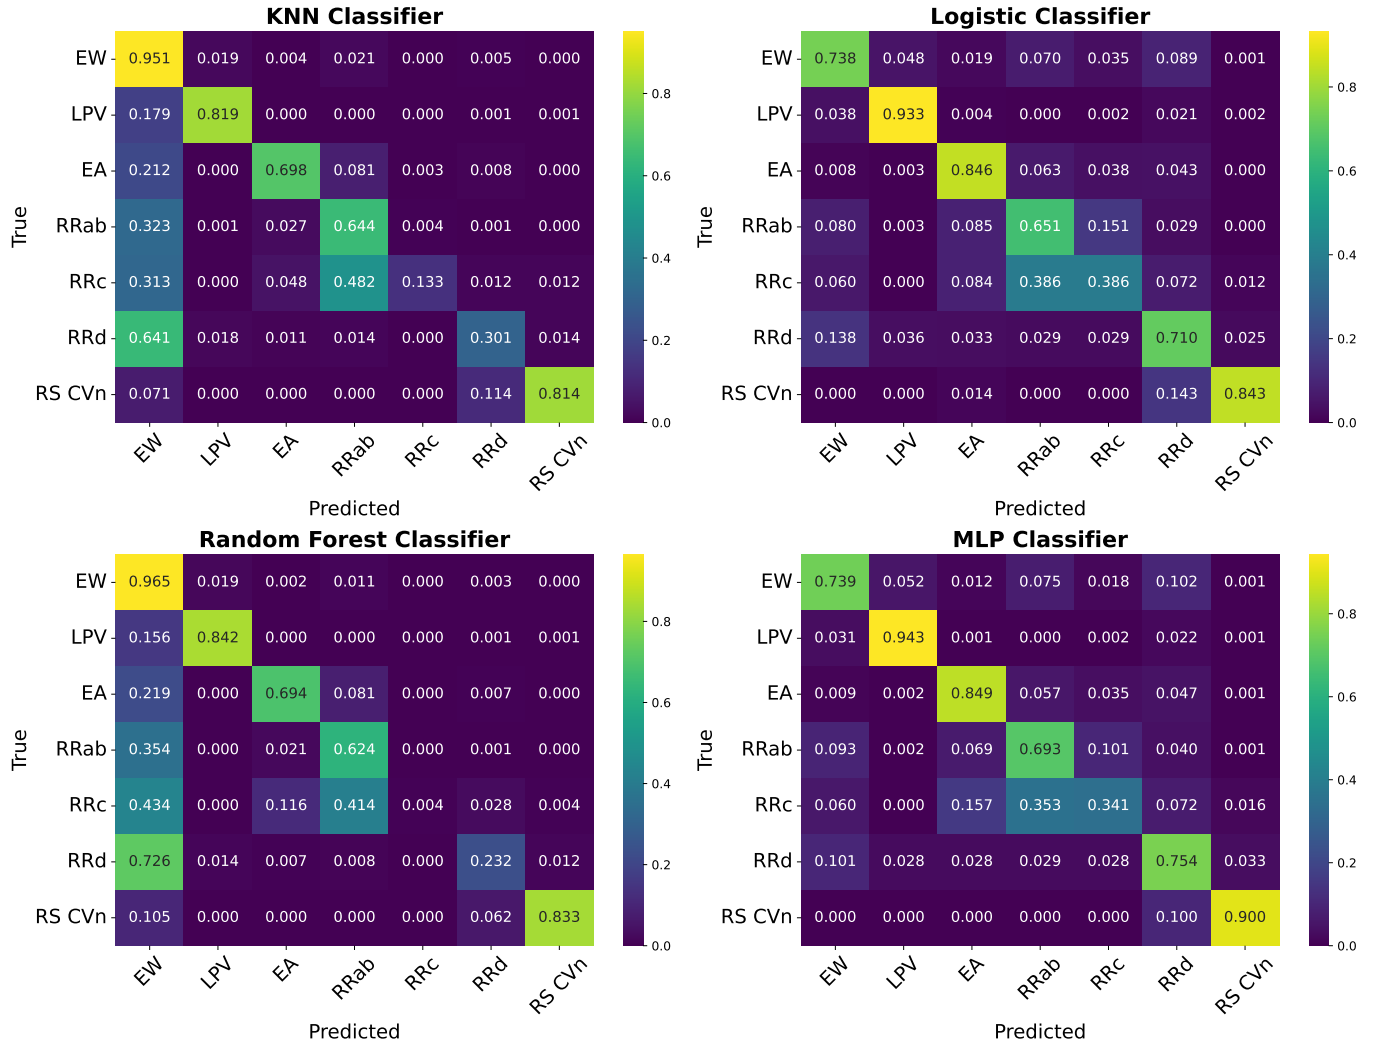 KNN Classifier
EW 0.951 0.019 0.004 0.021 0.000 0.005 0.000
LPV 0.179 0.819 0.000 0.000 0.000 0.001 0.001
EA 0.212 0.000 0.698 0.081 0.003 0.008 0.000
RRab 0.323 0.001 0.027 0.644 0.004 0.001 0.000
RRc 0.313 0.000 0.048 0.482 0.133 0.012 0.012
RRd 0.641 0.018 0.011 0.014 0.000 0.301 0.014
RS CVn 0.071 0.000 0.000 0.000 0.000 0.114 0.814
True
EW LPV EA RRab RRc RRd RS CVn
Predicted
0.8
0.6
0.4
0.2
0.0
Logistic Classifier
EW 0.738 0.048 0.019 0.070 0.035 0.089 0.001
LPV 0.038 0.933 0.004 0.000 0.002 0.021 0.002
EA 0.008 0.003 0.846 0.063 0.038 0.043 0.000
RRab 0.080 0.003 0.085 0.651 0.151 0.029 0.000
RRc 0.060 0.000 0.084 0.386 0.386 0.072 0.012
RRd 0.138 0.036 0.033 0.029 0.029 0.710 0.025
RS CVn 0.000 0.000 0.014 0.000 0.000 0.143 0.843
True
EW LPV EA RRab RRc RRd RS CVn
Predicted
0.8
0.6
0.4
0.2
0.0
Random Forest Classifier
EW 0.965 0.019 0.002 0.011 0.000 0.003 0.000
LPV 0.156 0.842 0.000 0.000 0.000 0.001 0.001
EA 0.219 0.000 0.694 0.081 0.000 0.007 0.000
RRab 0.354 0.000 0.021 0.624 0.000 0.001 0.000
RRc 0.434 0.000 0.116 0.414 0.004 0.028 0.004
RRd 0.726 0.014 0.007 0.008 0.000 0.232 0.012
RS CVn 0.105 0.000 0.000 0.000 0.000 0.062 0.833
True
EW LPV EA RRab RRc RRd RS CVn
Predicted
0.8
0.6
0.4
0.2
0.0
MLP Classifier
EW 0.739 0.052 0.012 0.075 0.018 0.102 0.001
LPV 0.031 0.943 0.001 0.000 0.002 0.022 0.001
EA 0.009 0.002 0.849 0.057 0.035 0.047 0.001
RRab 0.093 0.002 0.069 0.693 0.101 0.040 0.001
RRc 0.060 0.000 0.157 0.353 0.341 0.072 0.016
RRd 0.101 0.028 0.028 0.029 0.028 0.754 0.033
RS CVn 0.000 0.000 0.000 0.000 0.000 0.100 0.900
True
EW LPV EA RRab RRc RRd RS CVn
Predicted
0.8
0.6
0.4
0.2
0.0